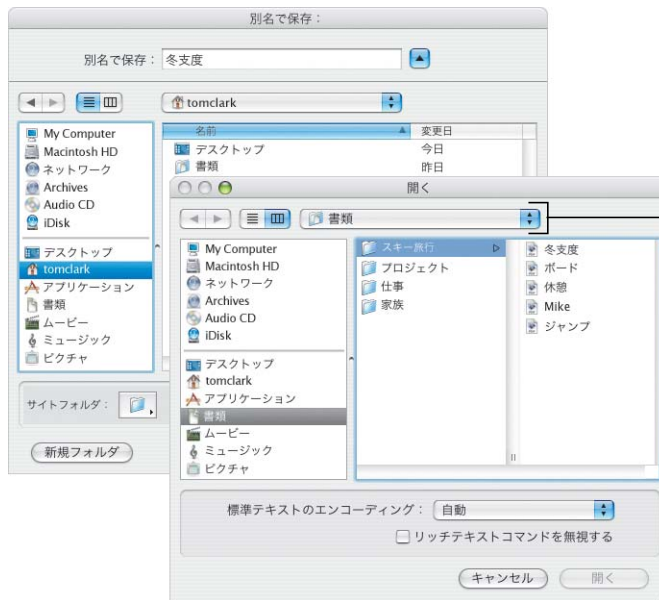 別名で保存：
別名で保存： 冬支度
tomclark
My Computer
Macintosh HD
ネットワーク
Archives
Audio CD
iDisk
デスクトップ
tomclark
アプリケーション
書類
ムービー
ミュージック
ピクチャ
名前 変更日
デスクトップ 今日
書類 昨日
サイトフォルダ：
新規フォルダ
開く
書類
My Computer
Macintosh HD
ネットワーク
Archives
Audio CD
iDisk
デスクトップ
tomclark
アプリケーション
書類
ムービー
ミュージック
ピクチャ
スキー旅行
プロジェクト
仕事
家族
冬支度
ボード
休憩
Mike
ジャンプ
標準テキストのエンコーディング： 自動
リッチテキストコマンドを無視する
キャンセル 開く